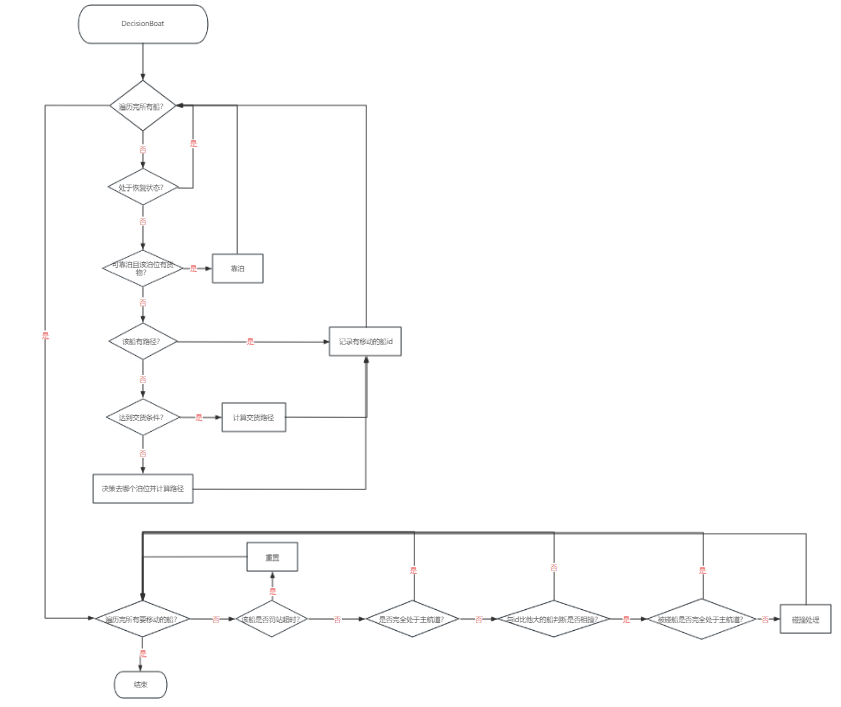 DecisionBoat
遍历完所有船?
否
是
处于恢复状态?
否
可靠泊且该泊位有货
物?
是
靠泊
否
是
该船有路径?
是
记录有移动的船id
否
达到交货条件?
是
计算交货路径
否
决策去哪个泊位并计算路径
重置
是
是
否
是
遍历完所有要移动的船?
否
该船是否罚站超时?
否
是否完全处于主航道?
否
与id比他大的船判断是否相撞?
是
被碰船是否完全处于主航道?
否
碰撞处理
是
结束